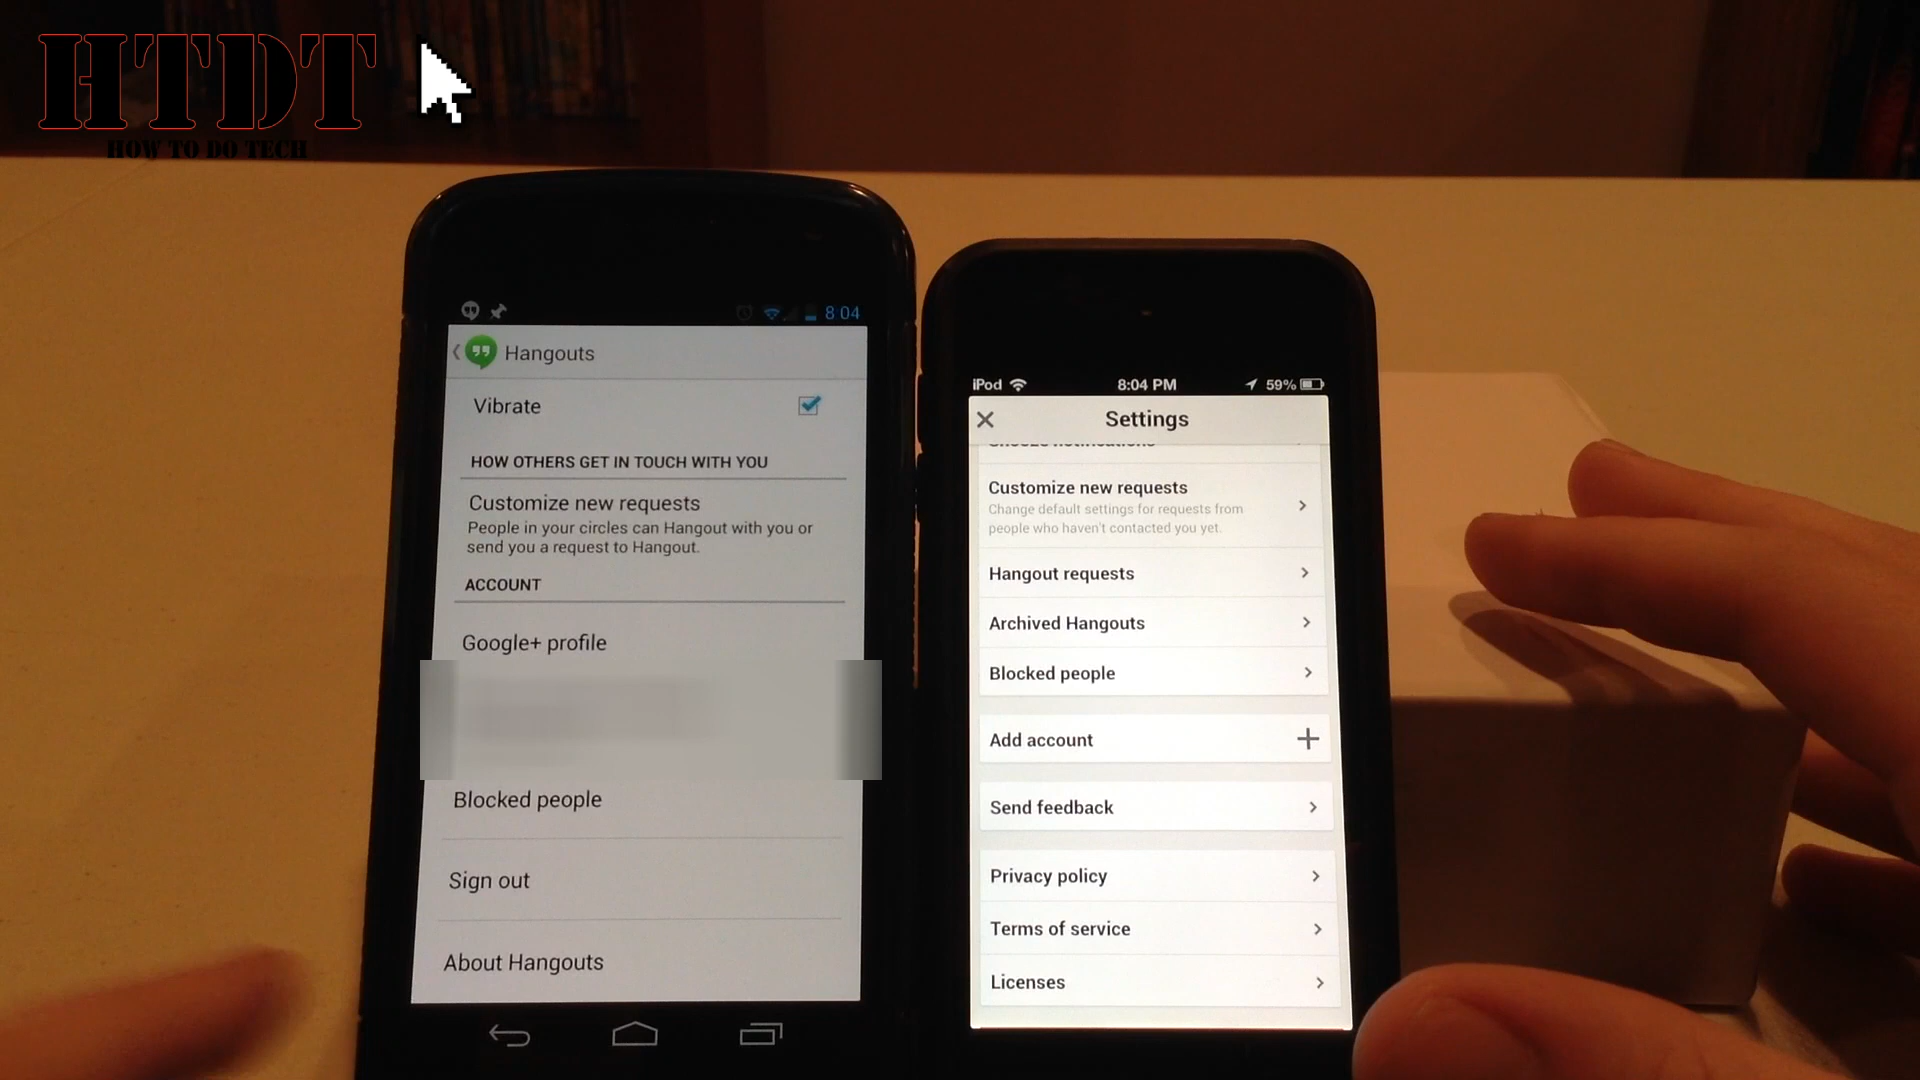 HTDT
HOW TO DO TECH
8:04
Hangouts
Vibrate
HOW OTHERS GET IN TOUCH WITH YOU
Customize new requests
People in your circles can Hangout with you or
send you a request to Hangout.
ACCOUNT
Google+ profile
Blocked people
Sign out
About Hangouts
iPod
8:04 PM
59%
Settings
Customize new requests
Change default settings for requests from
people who haven't contacted you yet.
Hangout requests
Archived Hangouts
Blocked people
Add account
Send feedback
Privacy policy
Terms of service
Licenses